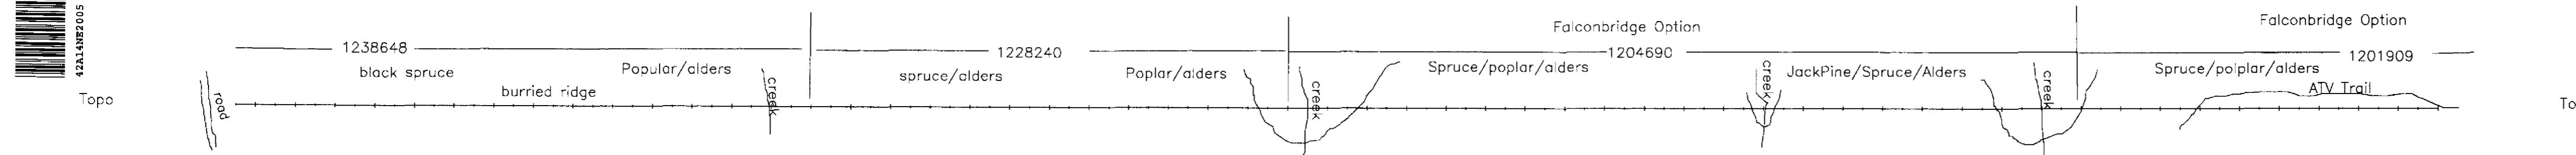 42A14NE2005
Falconbridge Option
Falconbridge Option
1238648
1228240
1204690
1201909
black spruce
Popular/alders
spruce/alders
Poplar/alders
Spruce/poplar/alders
JackPine/Spruce/Alders
Spruce/polplar/alders
Topo
road
burried ridge
creek
creek
creek
creek
ATV Trail
To